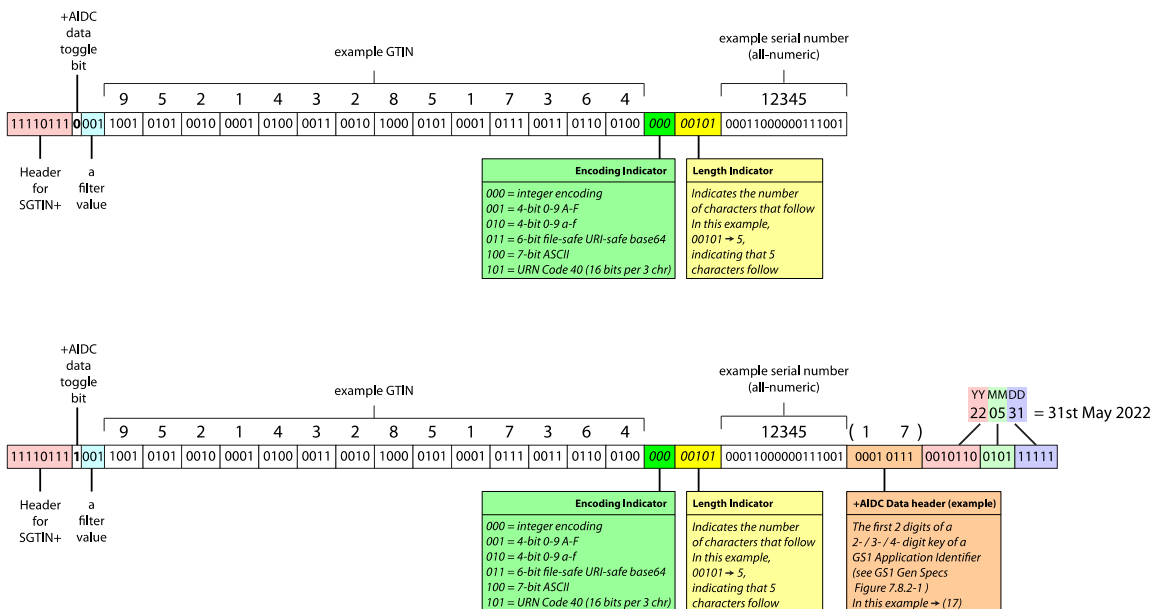 +AIDC
data
toggle
bit
example GTIN
example serial number
(all-numeric)
9 5 2 1 4 3 2 8 5 1 7 3 6 4
12345
11110111 0 001 1001 0101 0010 0001 0100 0011 0010 1000 0101 0001 0111 0011 0110 0100 000 00101 00011000000111001
Header
for
SGTIN+
a
filter
value
Encoding Indicator
000 = integer encoding
001 = 4-bit 0-9 A-F
010 = 4-bit 0-9 a-f
011 = 6-bit file-safe URI-safe base64
100 = 7-bit ASCII
101 = URN Code 40 (16 bits per 3 chr)
Length Indicator
Indicates the number
of characters that follow
In this example,
00101 → 5,
indicating that 5
characters follow
+AIDC
data
toggle
bit
example GTIN
example serial number
(all-numeric)
YY MM DD
22 05 31 = 31st May 2022
9 5 2 1 4 3 2 8 5 1 7 3 6 4
12345
( 1 7 )
11110111 1 001 1001 0101 0010 0001 0100 0011 0010 1000 0101 0001 0111 0011 0110 0100 000 00101 00011000000111001 0001 0111 0010110 0101 11111
Header
for
SGTIN+
a
filter
value
Encoding Indicator
000 = integer encoding
001 = 4-bit 0-9 A-F
010 = 4-bit 0-9 a-f
011 = 6-bit file-safe URI-safe base64
100 = 7-bit ASCII
101 = URN Code 40 (16 bits per 3 chr)
Length Indicator
Indicates the number
of characters that follow
In this example,
00101 → 5,
indicating that 5
characters follow
+AIDC Data header (example)
The first 2 digits of a
2- / 3- / 4- digit key of a
GS1 Application Identifier
(see GS1 Gen Specs
Figure 7.8.2-1 )
In this example → (17)